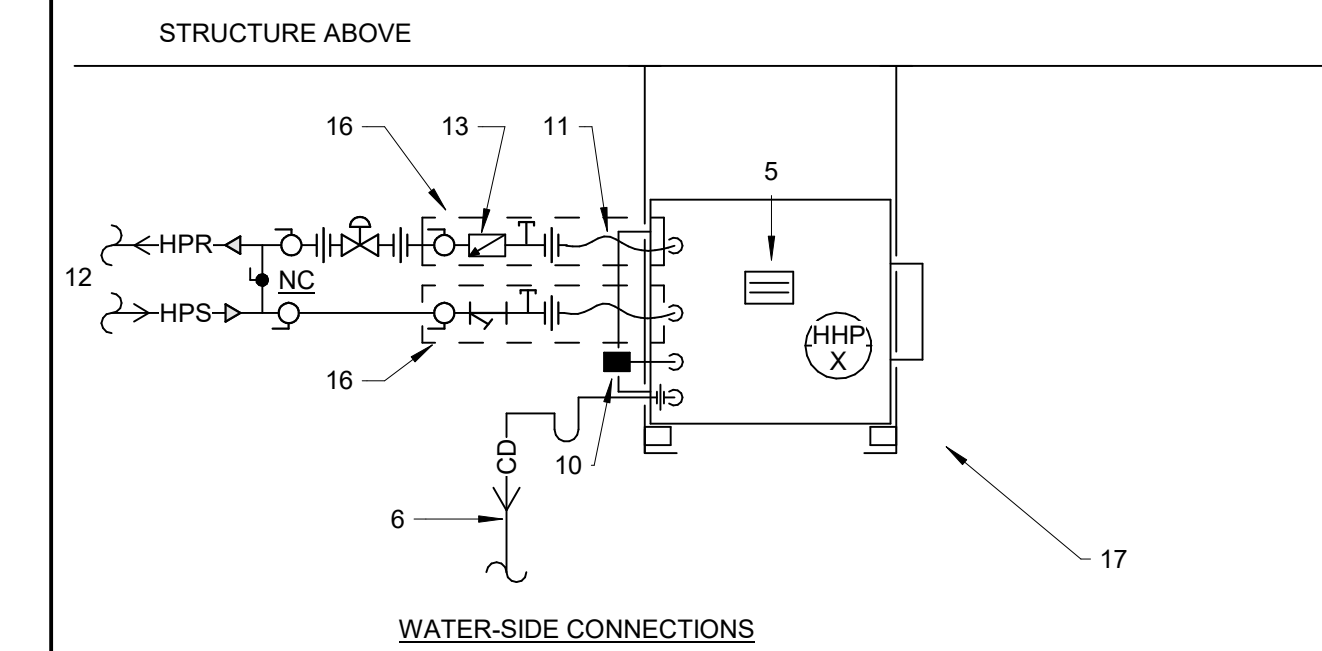 STRUCTURE ABOVE
16
13
11
5
HPR
12
NC
HPS
HHP
X
16
CD
10
6
17
WATER-SIDE CONNECTIONS